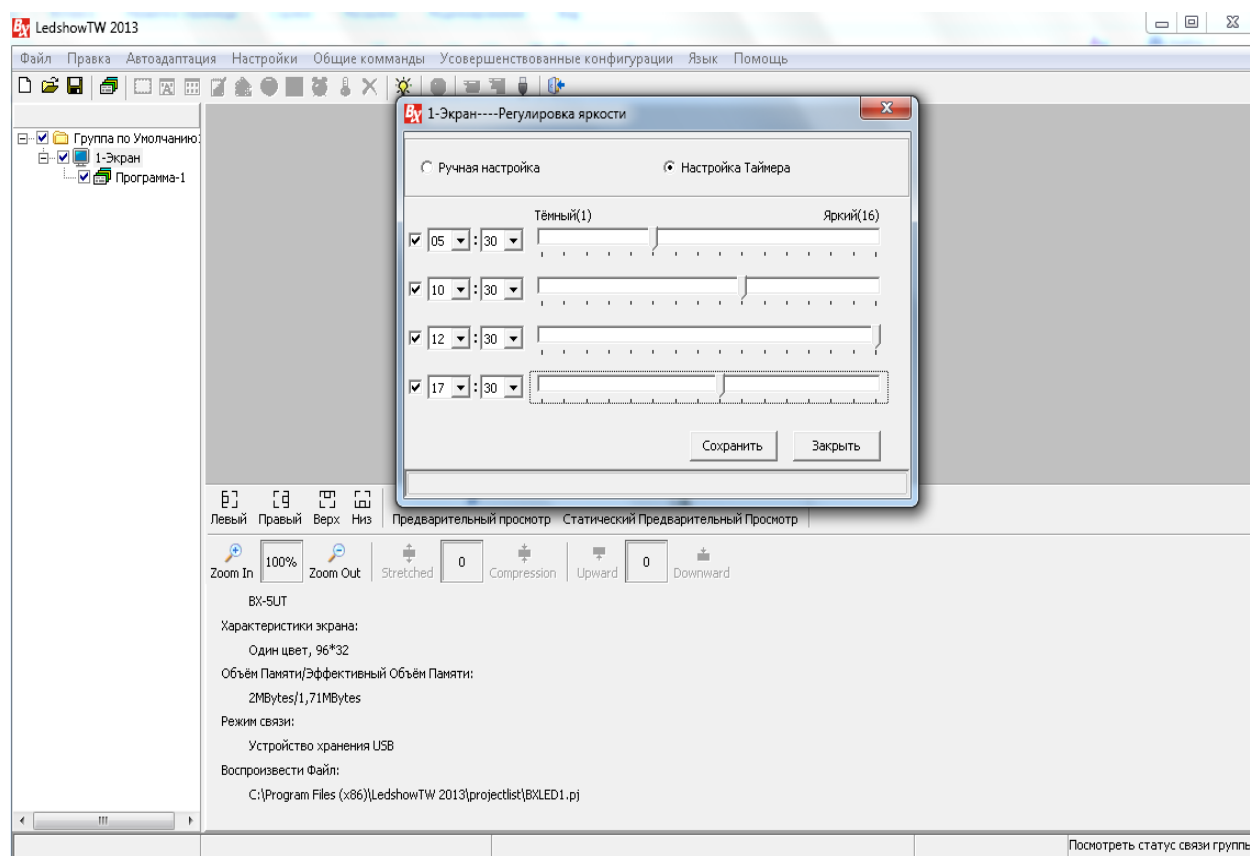 LedshowTW 2013
Файл Правка Автоадаптация Настройки Общие комманды Усовершенствованные конфигурации Язык Помощь
1-Экран----Регулировка яркости
Группа по Умолчанию
1-Экран
Программа-1
Ручная настройка Настройка Таймера
Тёмный(1) Яркий(16)
05 : 30
10 : 30
12 : 30
17 : 30
Сохранить Закрыть
Левый Правый Верх Низ Предварительный просмотр Статический Предварительный Просмотр
Zoom In 100% Zoom Out Stretched 0 Compression Upward 0 Downward
BX-5UT
Характеристики экрана:
Один цвет, 96*32
Объём Памяти/Эффективный Объём Памяти:
2MBytes/1,71MBytes
Режим связи:
Устройство хранения USB
Воспроизвести Файл:
C:\Program Files (x86)\LedshowTW 2013\projectlist\BXLED1.pj
Посмотреть статус связи группы